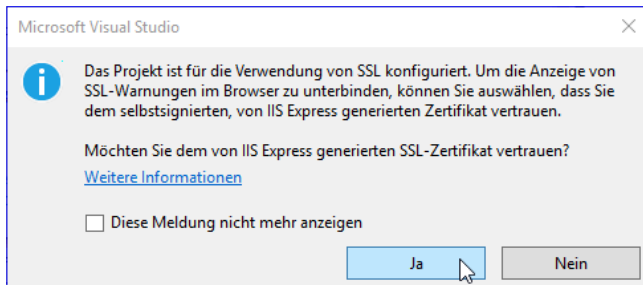 Microsoft Visual Studio
Das Projekt ist für die Verwendung von SSL konfiguriert. Um die Anzeige von
SSL-Warnungen im Browser zu unterbinden, können Sie auswählen, dass Sie
dem selbstsignierten, von IIS Express generierten Zertifikat vertrauen.
Möchten Sie dem von IIS Express generierten SSL-Zertifikat vertrauen?
Weitere Informationen
Diese Meldung nicht mehr anzeigen
Ja
Nein